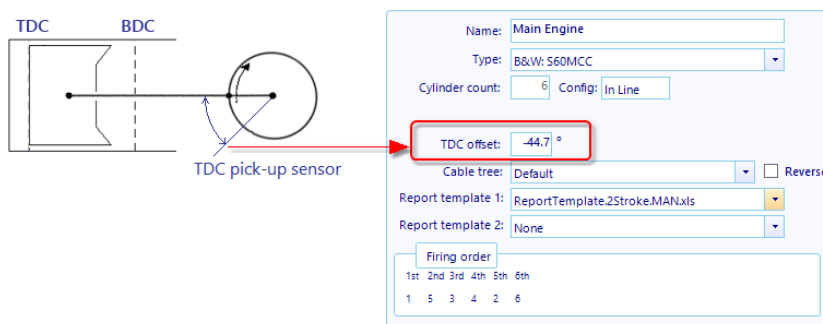 TDC BDC
TDC pick-up sensor
Name: Main Engine
Type: B&W: S60MCC
Cylinder count: 6 Config: In Line
TDC offset: -44.7 °
Cable tree: Default Reverse
Report template 1: ReportTemplate.2Stroke.MAN.xls
Report template 2: None
Firing order
1st 2nd 3rd 4th 5th 6th
1 5 3 4 2 6